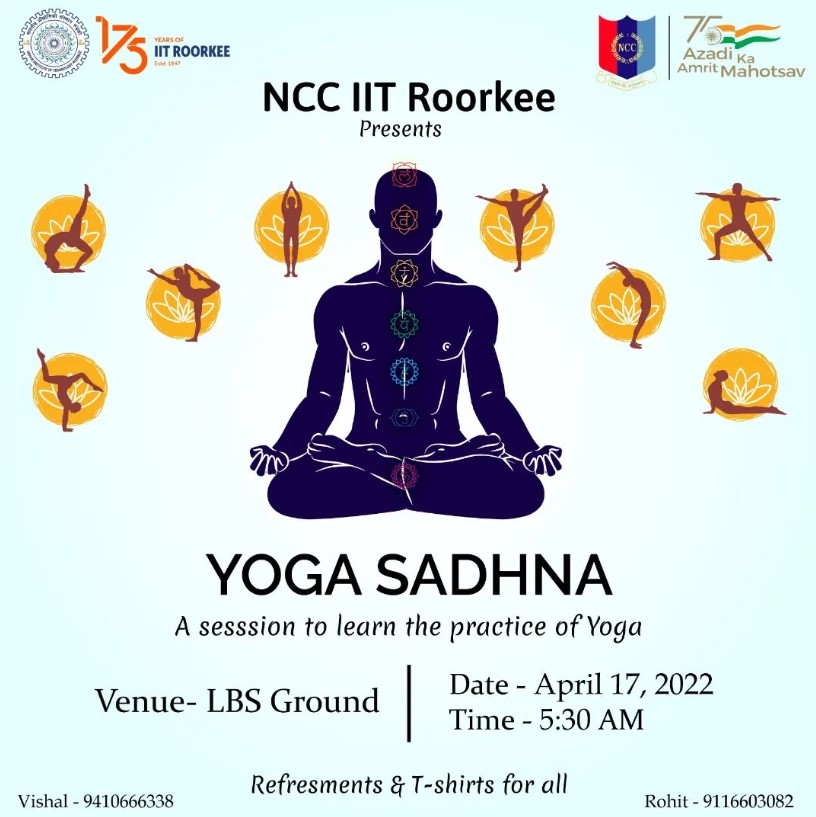 175
YEARS OF
IIT ROORKEE
Estd. 1847
NCC
75
Azadi Ka
Amrit Mahotsav
NCC IIT Roorkee
Presents
YOGA SADHNA
A sesssion to learn the practice of Yoga
Venue- LBS Ground
Date - April 17, 2022
Time - 5:30 AM
Refresments & T-shirts for all
Vishal - 9410666338
Rohit - 9116603082